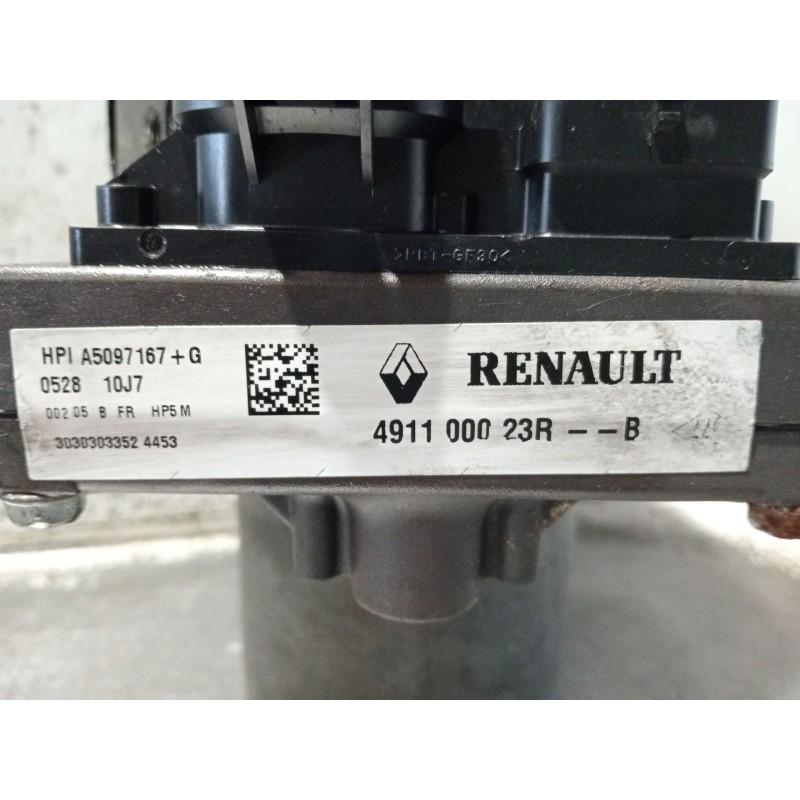 >PBT-GF30<
HPI A5097167+G
0528 10J7
002 05 B FR HP5M
3030303352 4453
RENAULT
4911 000 23R -- B